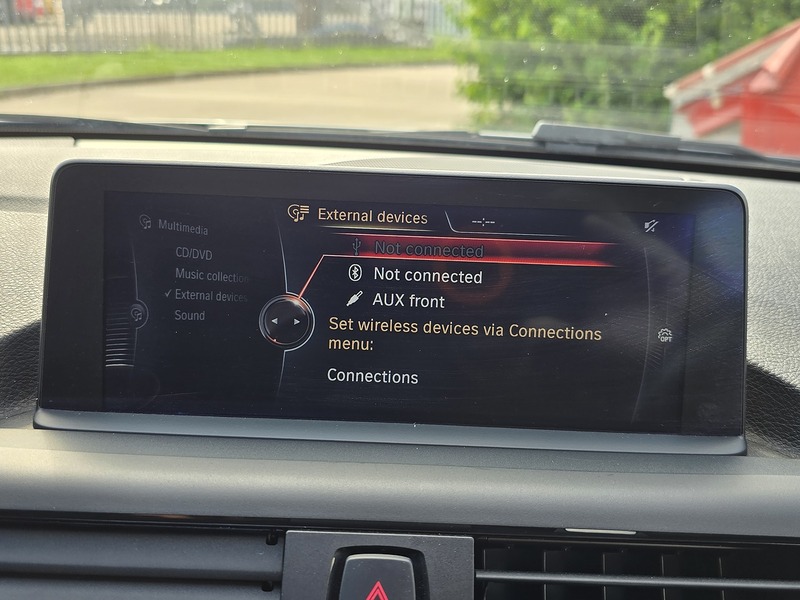 Multimedia
CD/DVD
Music collection
✓ External devices
Sound
External devices
--:--
Not connected
Not connected
AUX front
Set wireless devices via Connections
menu:
Connections
OPT